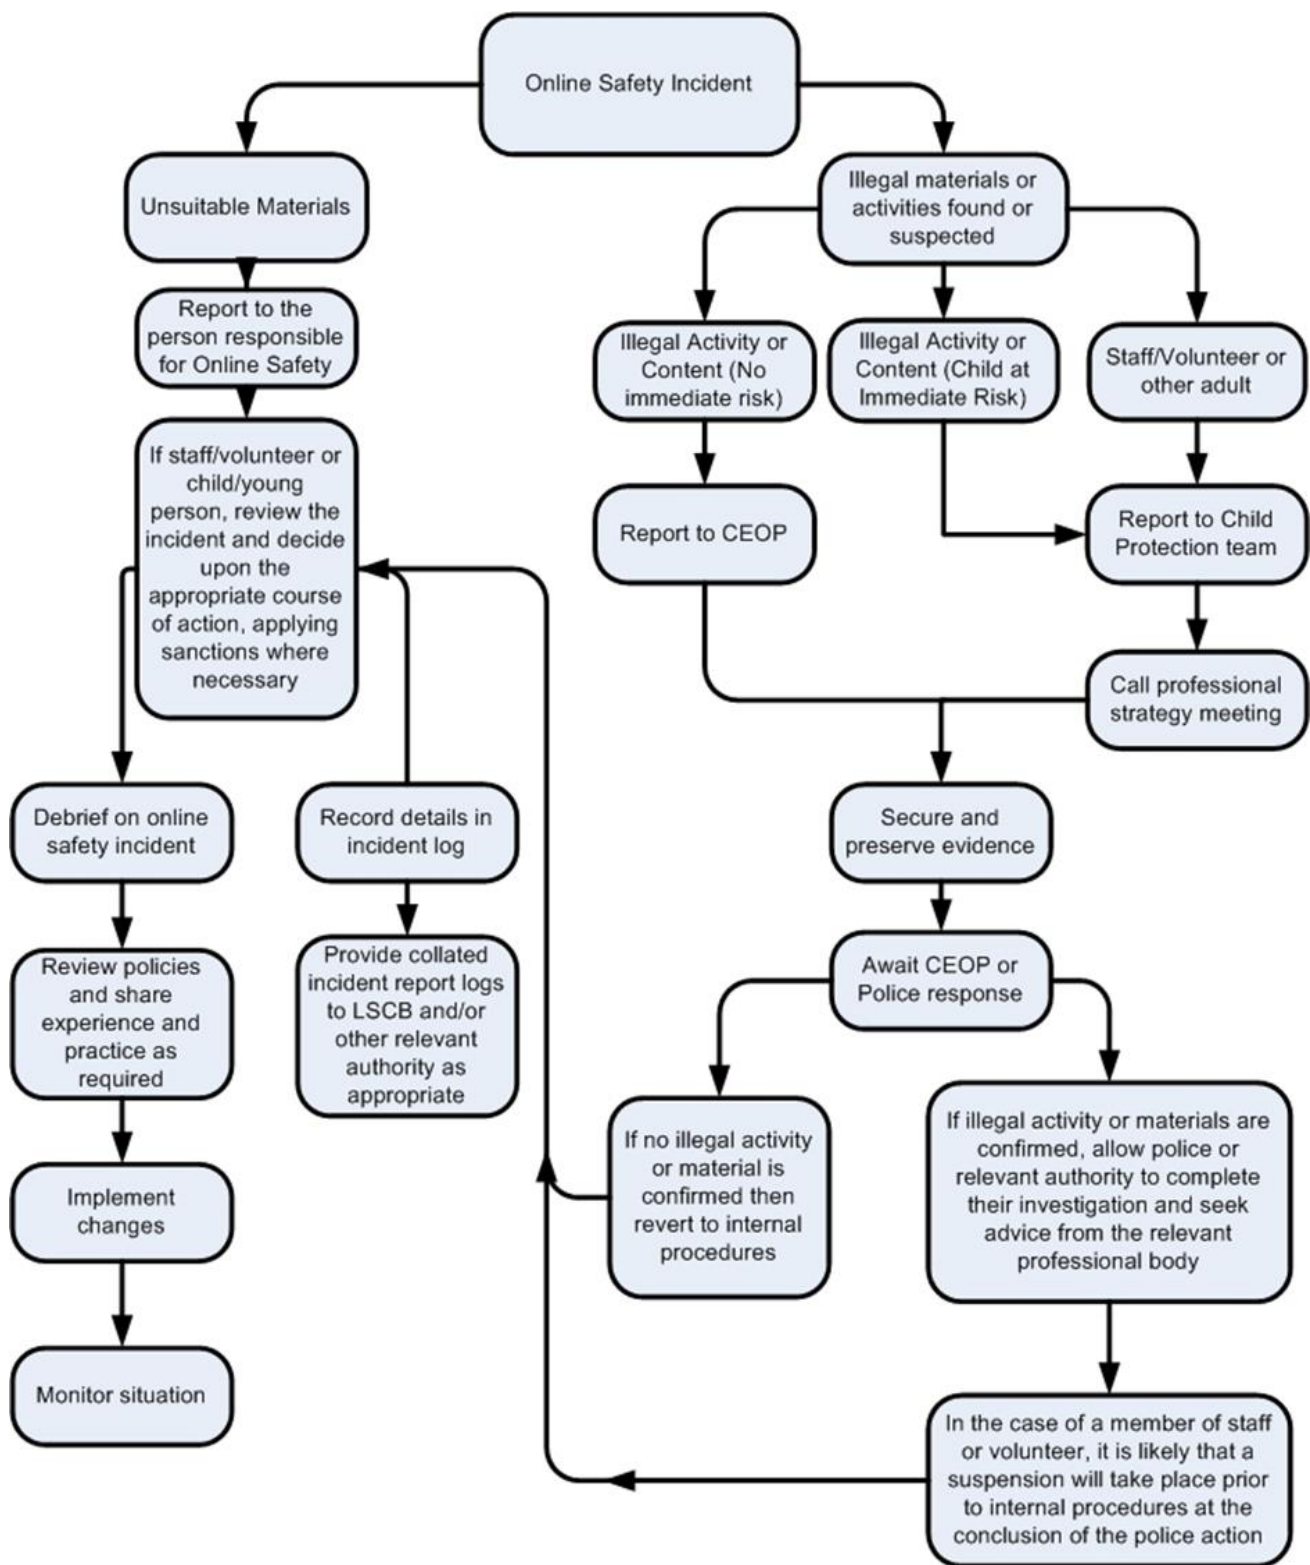 Online Safety Incident
Unsuitable Materials
Report to the
person responsible
for Online Safety
If staff/volunteer or
child/young
person, review the
incident and decide
upon the
appropriate course
of action, applying
sanctions where
necessary
Debrief on online
safety incident
Review policies
and share
experience and
practice as
required
Implement
changes
Monitor situation
Record details in
incident log
Provide collated
incident report logs
to LSCB and/or
other relevant
authority as
appropriate
Illegal materials or
activities found or
suspected
Illegal Activity or
Content (No
immediate risk)
Illegal Activity or
Content (Child at
Immediate Risk)
Staff/Volunteer or
other adult
Report to CEOP
Report to Child
Protection team
Call professional
strategy meeting
Secure and
preserve evidence
Await CEOP or
Police response
If no illegal activity
or material is
confirmed then
revert to internal
procedures
If illegal activity or materials are
confirmed, allow police or
relevant authority to complete
their investigation and seek
advice from the relevant
professional body
In the case of a member of staff
or volunteer, it is likely that a
suspension will take place prior
to internal procedures at the
conclusion of the police action